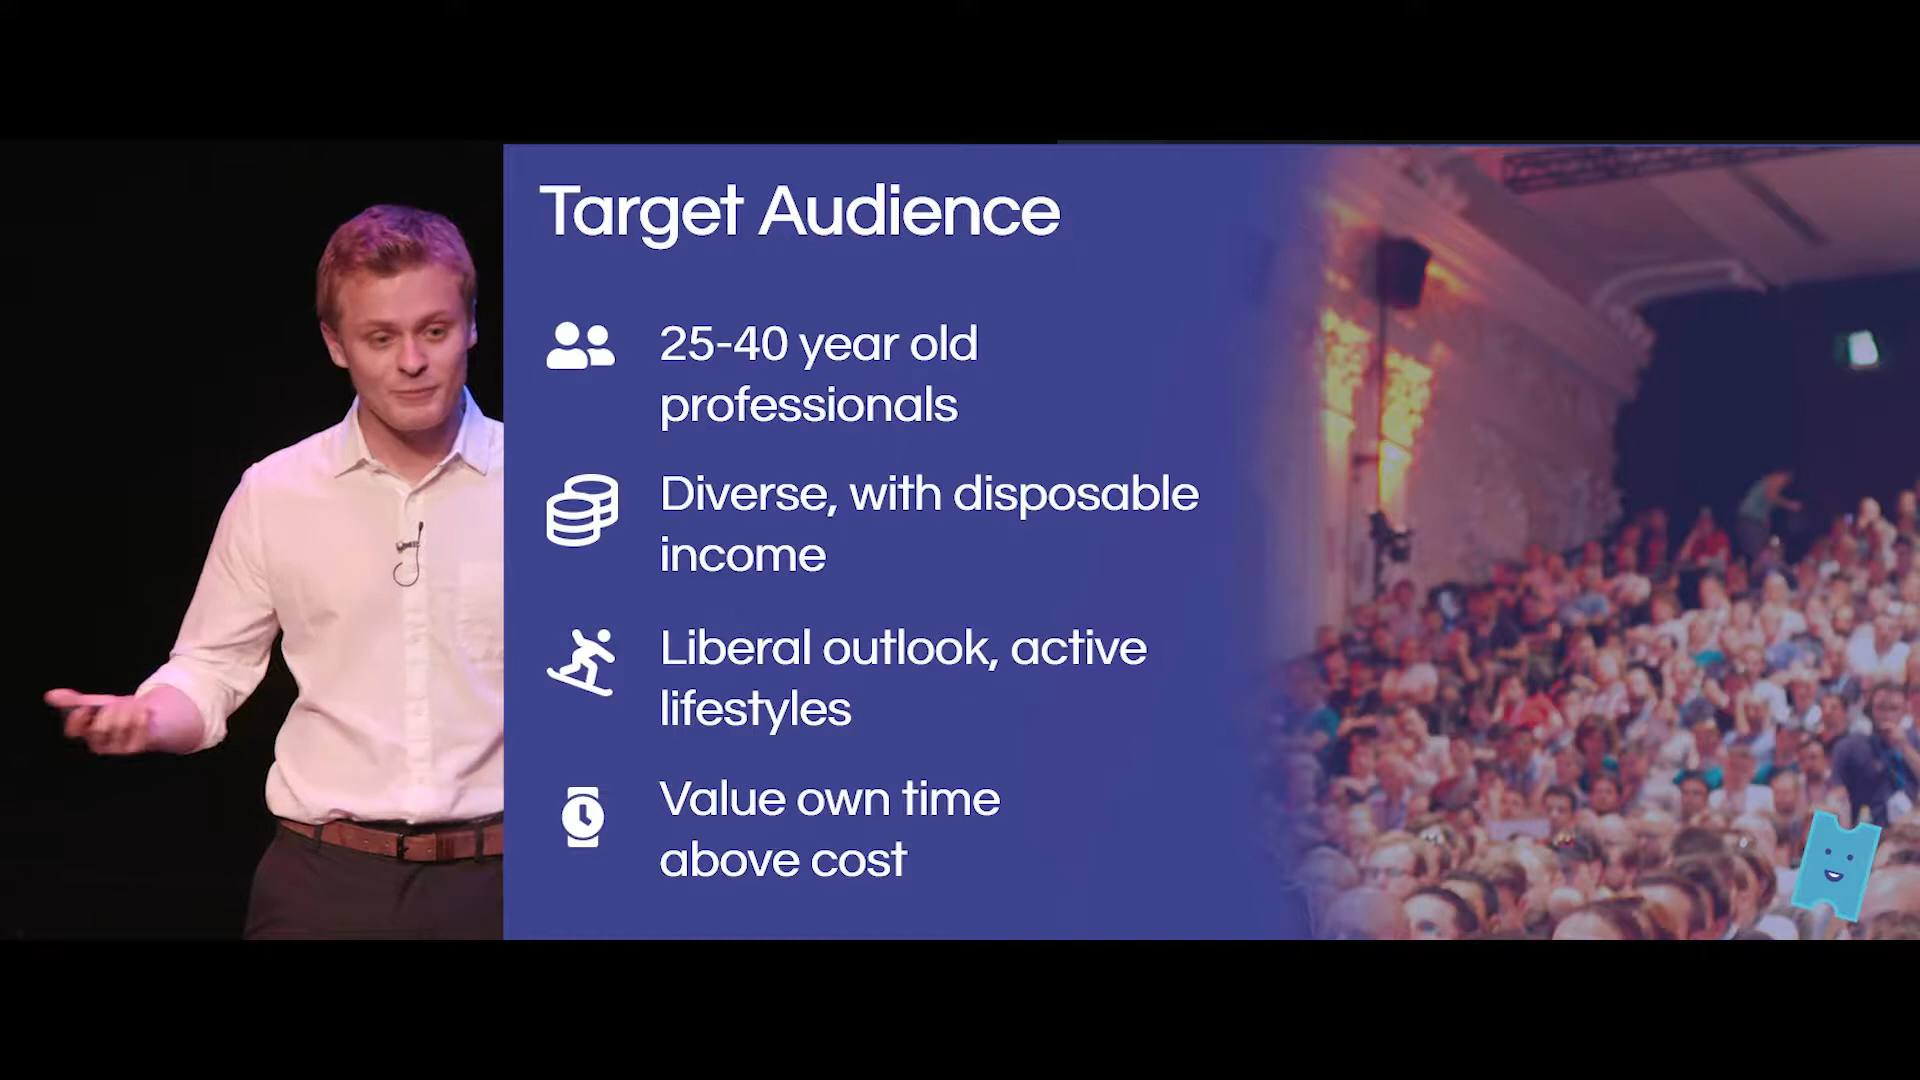 Target Audience
25-40 year old
professionals
Diverse, with disposable
income
Liberal outlook, active
lifestyles
Value own time
above cost